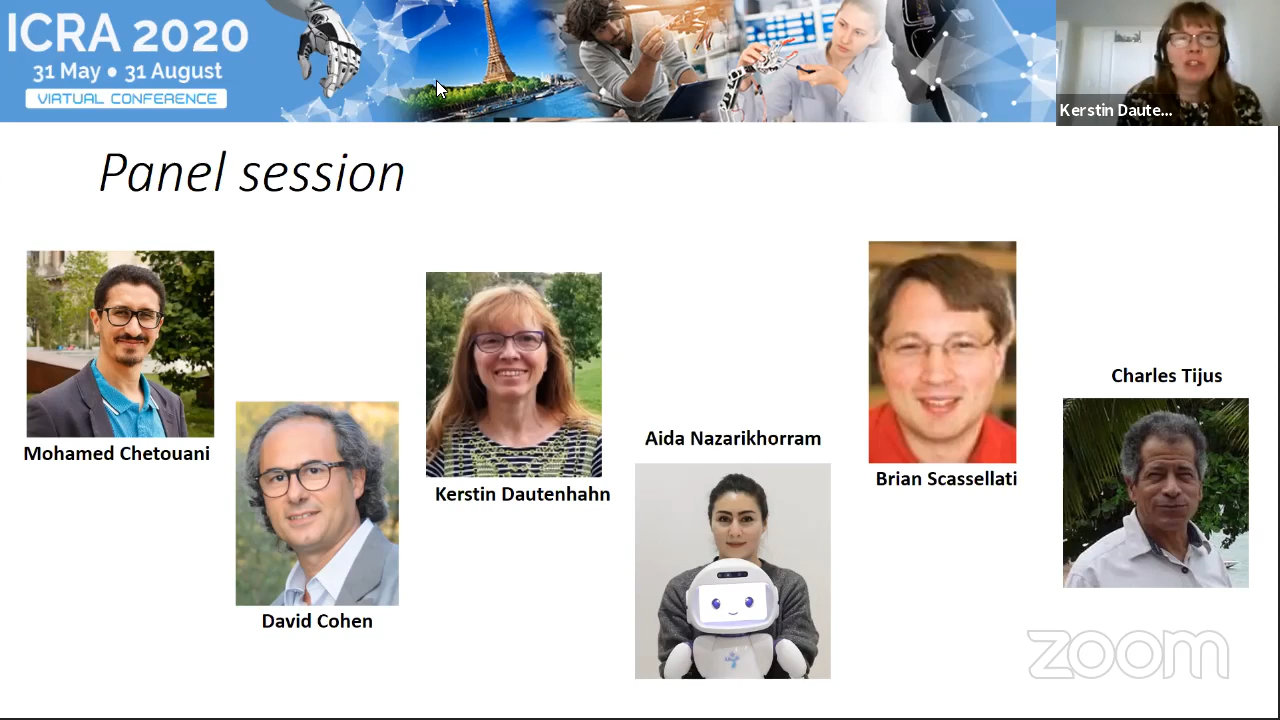 ICRA 2020
31 May • 31 August
VIRTUAL CONFERENCE
Kerstin Daute...
Panel session
Mohamed Chetouani
David Cohen
Kerstin Dautenhahn
Aida Nazarikhorram
Brian Scassellati
Charles Tijus
zoom